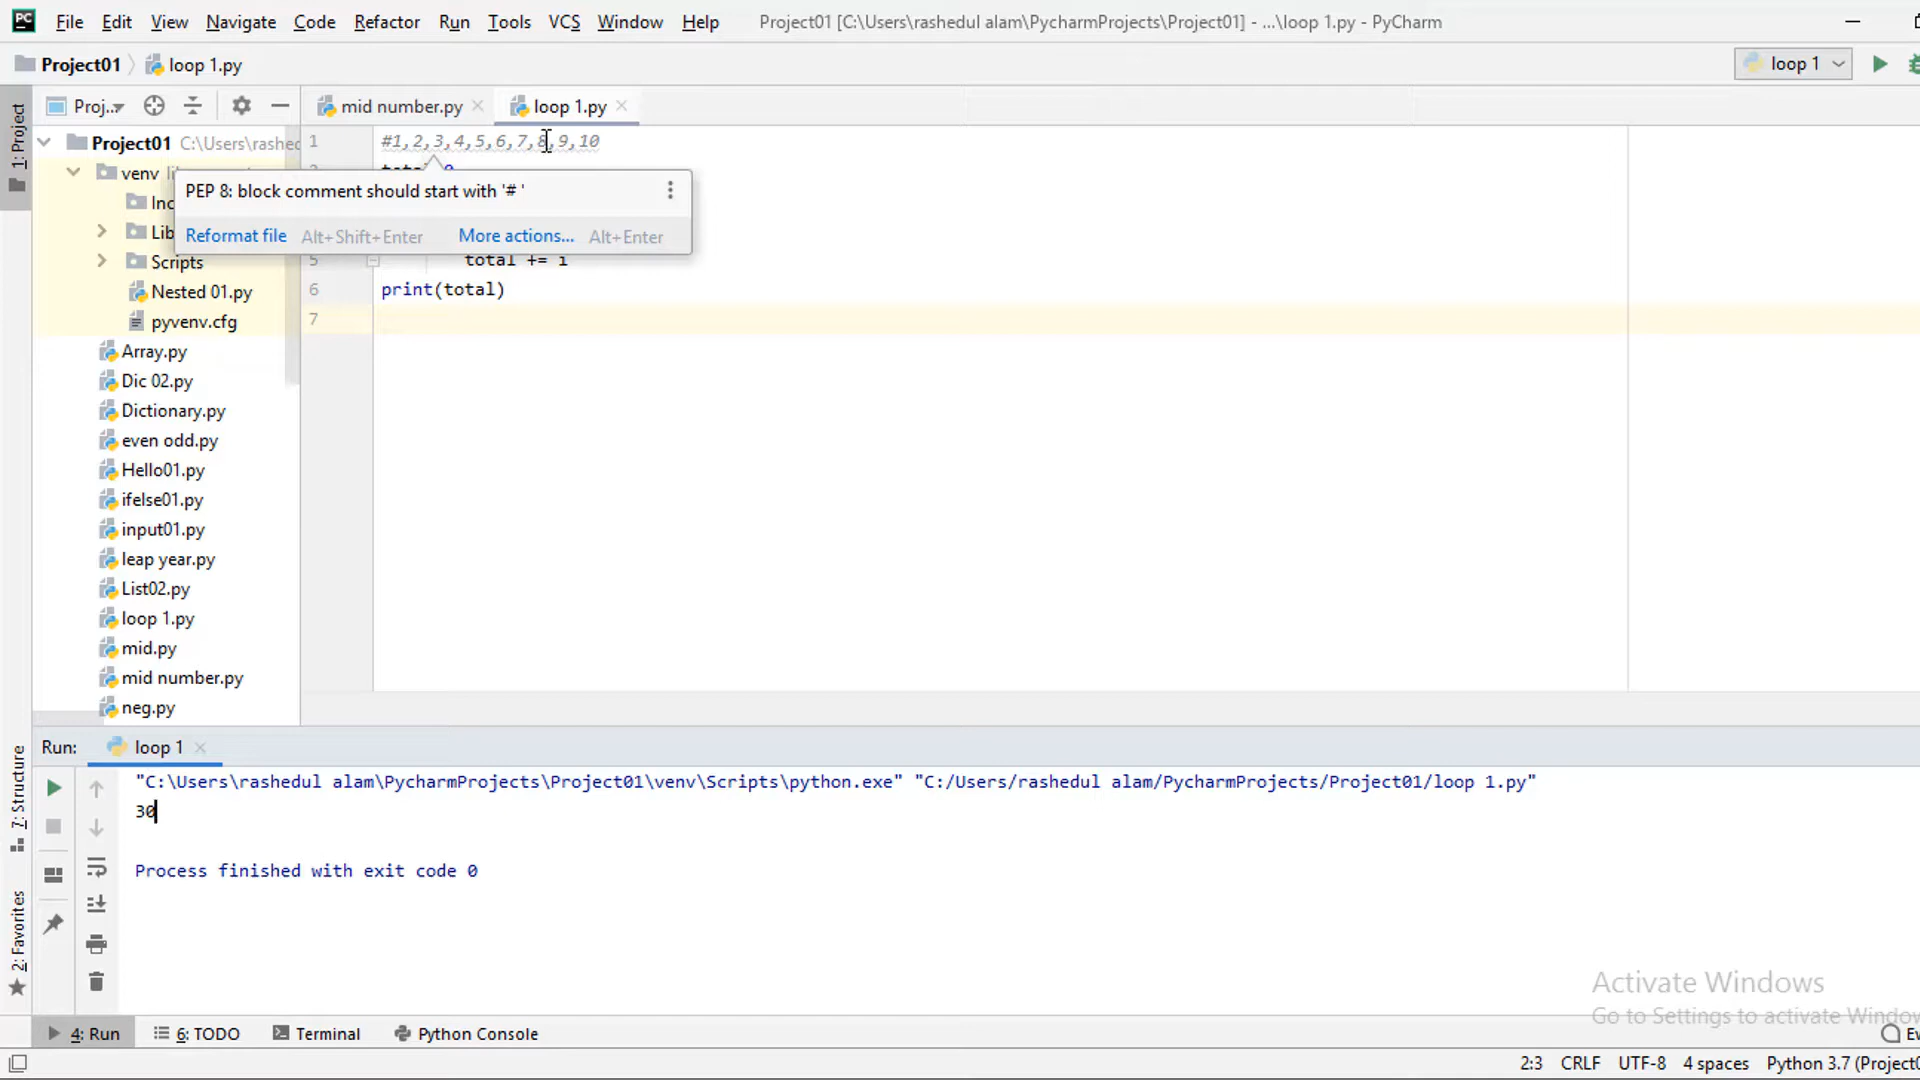 File Edit View Navigate Code Refactor Run Tools VCS Window Help Project01 [C:\Users\rashedul alam\PycharmProjects\Project01] - ...\loop 1.py - PyCharm
Project01 loop 1.py loop 1
1: Project
Proj... mid number.py loop 1.py
Project01 C:\Users\rashed
1 #1,2,3,4,5,6,7,8,9,10
venv
PEP 8: block comment should start with '# '
Reformat file Alt+Shift+Enter More actions... Alt+Enter
Scripts
5 total += i
Nested 01.py
6 print(total)
pyvenv.cfg
7
Array.py
Dic 02.py
Dictionary.py
even odd.py
Hello01.py
ifelse01.py
input01.py
leap year.py
List02.py
loop 1.py
mid.py
mid number.py
neg.py
Run: loop 1
7: Structure
2: Favorites
"C:\Users\rashedul alam\PycharmProjects\Project01\venv\Scripts\python.exe" "C:/Users/rashedul alam/PycharmProjects/Project01/loop 1.py"
30
Process finished with exit code 0
Activate Windows
Go to Settings to activate Windows
4: Run 6: TODO Terminal Python Console
2:3 CRLF UTF-8 4 spaces Python 3.7 (Project0